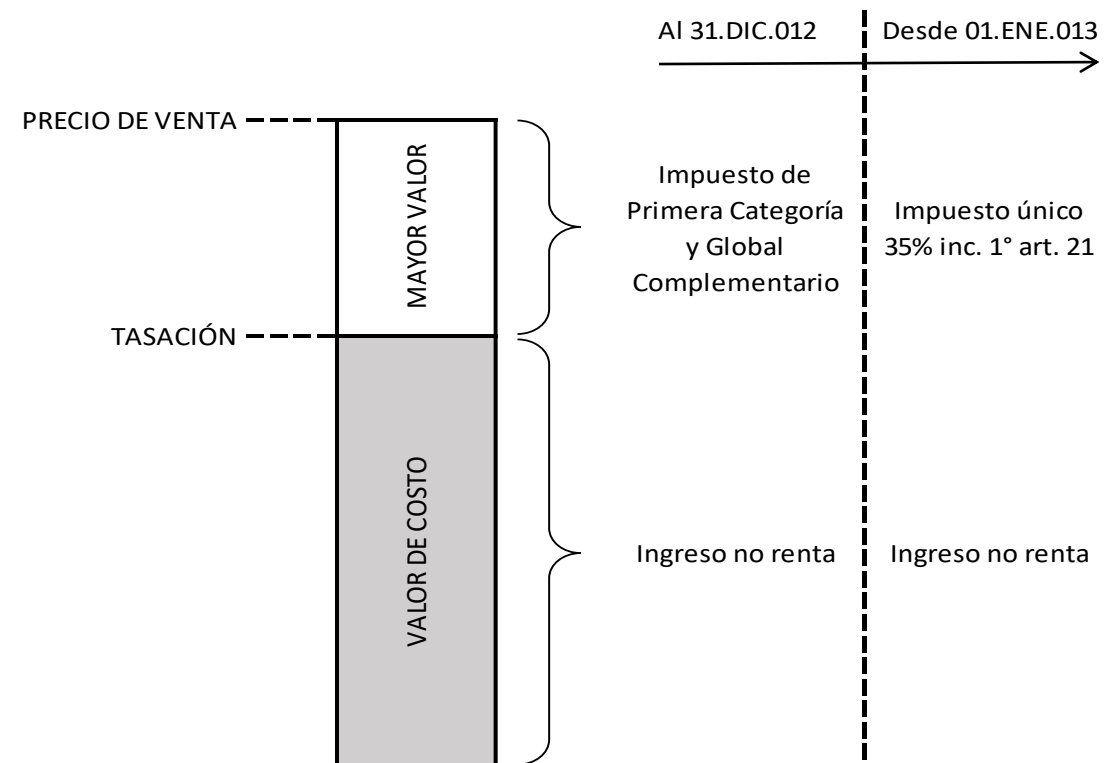 Al 31.DIC.012
Desde 01.ENE.013
PRECIO DE VENTA
MAYOR VALOR
Impuesto de
Primera Categoría
y Global
Complementario
Impuesto único
35% inc. 1° art. 21
TASACIÓN
VALOR DE COSTO
Ingreso no renta
Ingreso no renta